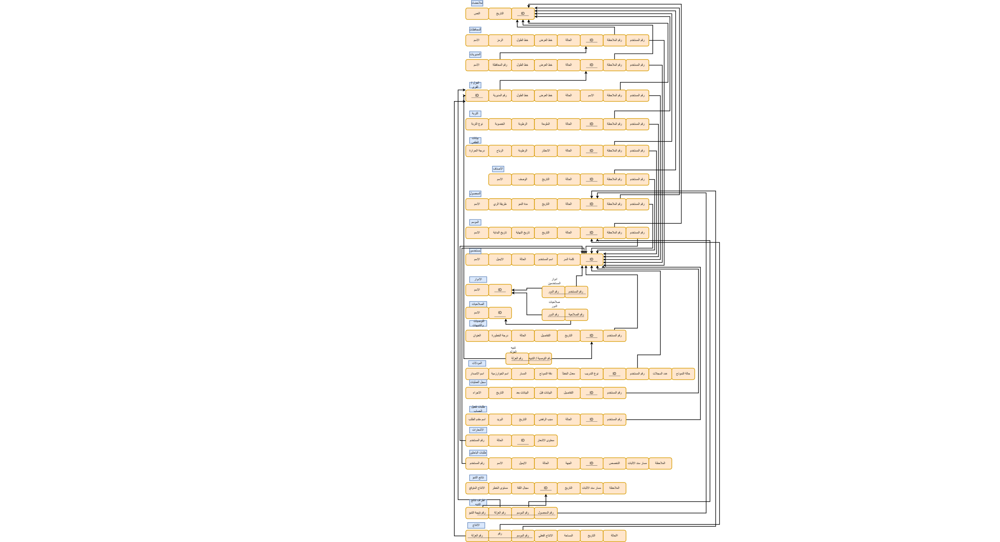 الملاحضات
النص التاريخ ID
المحافظات
الاسم الرمز خط الطول خط العرض الحالة ID رقم الملاحظة رقم المستخدم
المديريات
الاسم رقم المحافظة خط الطول خط العرض الحالة ID رقم الملاحظة رقم المستخدم
العزل /
القرى
ID رقم المديرية خط الطول خط العرض الحالة الاسم رقم الملاحظة رقم المستخدم
التربة
نوع التربة الخصوبة الرطوبة الملوحة الحالة ID رقم الملاحظة رقم المستخدم
بيانات
الطقس
درجة الحرارة الرياح الرطوبة الامطار الحالة ID رقم الملاحظة رقم المستخدم
الاصناف
الاسم الوصف التاريخ الحالة ID رقم الملاحظة رقم المستخدم
المحصول
الاسم طريقة الري مدة النمو التاريخ الحالة ID رقم الملاحظة رقم المستخدم
الموسم
الاسم تاريخ البداية تاريخ النهاية التاريخ الحالة ID رقم الملاحظة رقم المستخدم
الاسم الايميل الحالة اسم المستخدم كلمة السر ID
الادوار
ادوار
المستخدمين
الاسم ID
رقم الدور رقم المستخدم
الصلاحيات
صلاحيات
الدور
الاسم ID
رقم الدور رقم الصلاحية
التوصيات
والتنبيهات
العنوان درجة الخطورة الحالة التفاصيل التاريخ ID رقم المستخدم
تنبيه
العزله
رقم العزلة رقم التوصية / التنبيه
المودلات
اسم الاصدار اسم الخوارزمية المسار دقة النموذج معدل الخطأ نوع التدريب ID رقم المستخدم عدد السجلات حالة النموذج
سجل العمليات
الاجراء التاريخ البيانات بعد البيانات قبل التفاصيل ID رقم المستخدم
طلبات تفعيل
الحساب
اسم مقدم الطلب البريد التاريخ سبب الرفض الحالة ID رقم المستخدم
الاشعارات
رقم المستخدم الحالة ID محتوى الاشعار
طلبات الباحثين
رقم المستخدم الاسم الايميل الحالة الجهة ID التخصص مسار سند الاثبات الملاحظة
نتائج التنبؤ
الانتاج المتوقع مستوى الخطر مجال الثقة ID التاريخ مسار سند الاثبات الملاحظة
اطراف نتائج
التنبه
رقم نتيجة التنبؤ رقم العزلة رقم الموسم رقم المحصول
الانتاج
رقم العزلة رقم رقم الموسم الانتاج الفعلي المساحة التاريخ االحالة